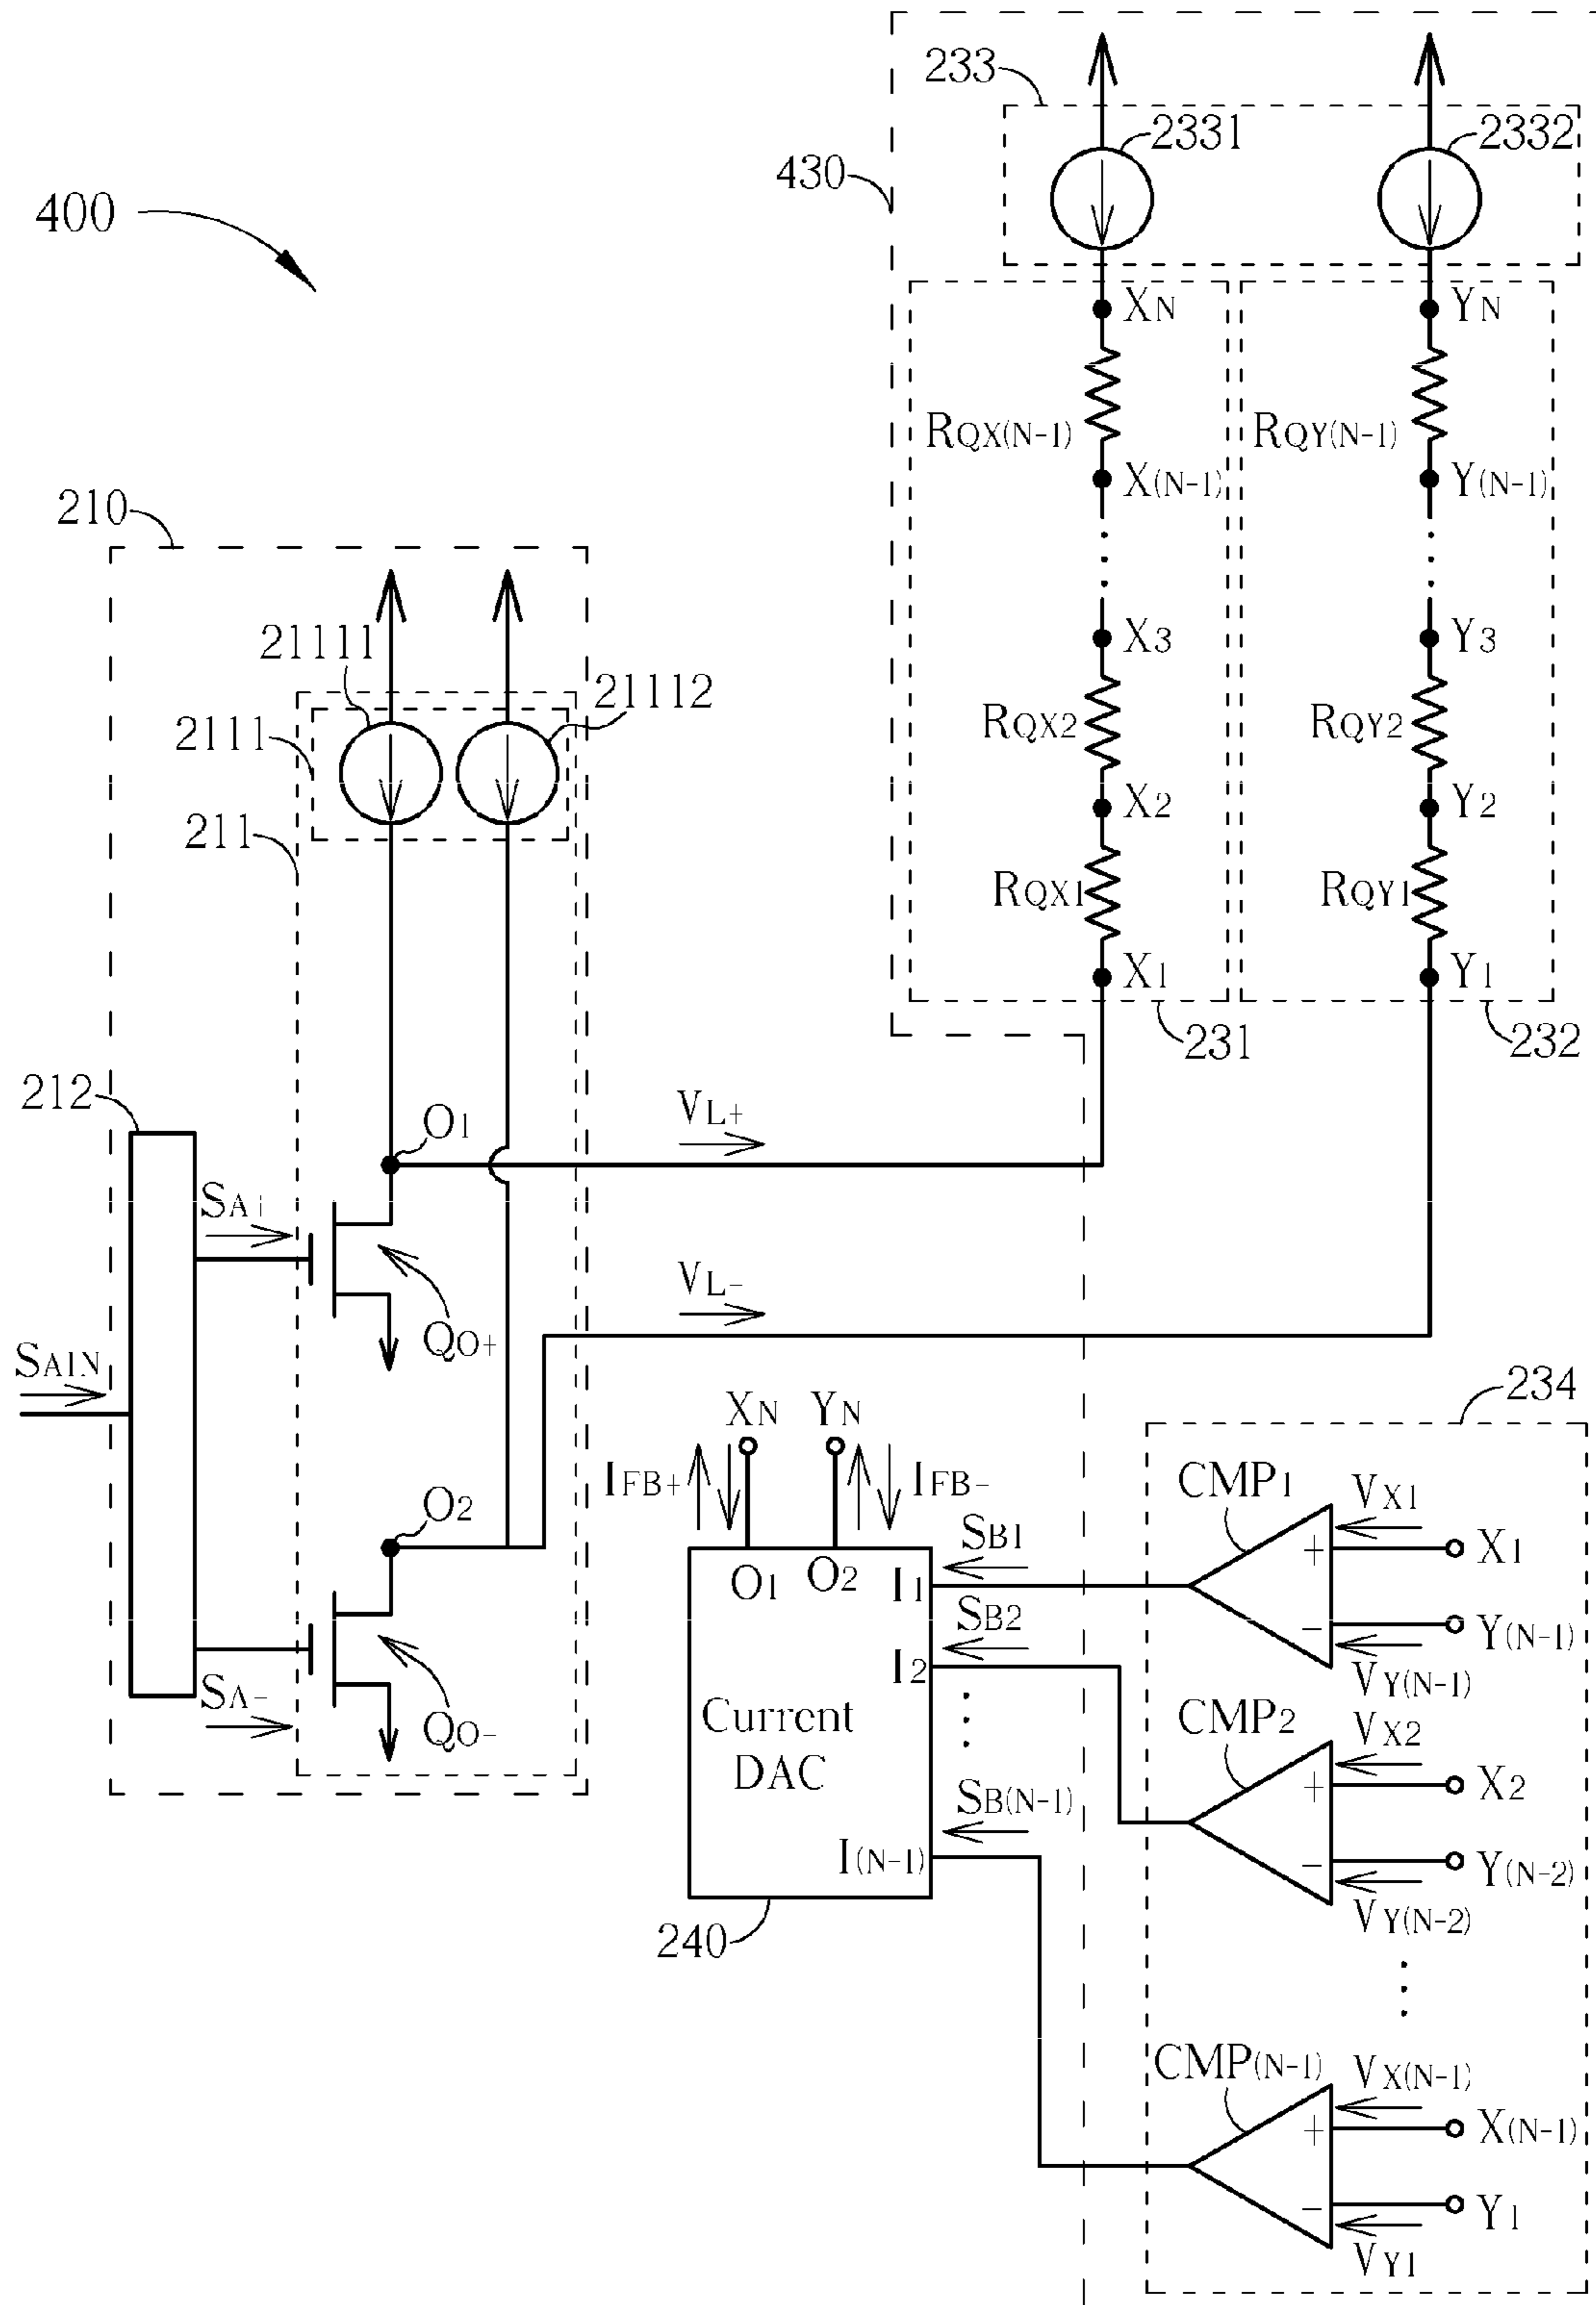 400
430
233
2331
2332
XN
YN
RQX(N-1)
RQY(N-1)
X(N-1)
Y(N-1)
X3
Y3
RQX2
RQY2
X2
Y2
RQX1
RQY1
X1
Y1
231
232
210
21111
21112
2111
211
212
O1
VL+
SA+
QO+
VL-
SAIN
O2
SA-
QO-
XN
YN
IFB+
IFB-
O1
O2
I1
I2
I(N-1)
Current
DAC
240
SB1
SB2
SB(N-1)
234
CMP1
VX1
+
X1
-
Y(N-1)
VY(N-1)
CMP2
VX2
+
X2
-
Y(N-2)
VY(N-2)
CMP(N-1)
VX(N-1)
+
X(N-1)
-
Y1
VY1